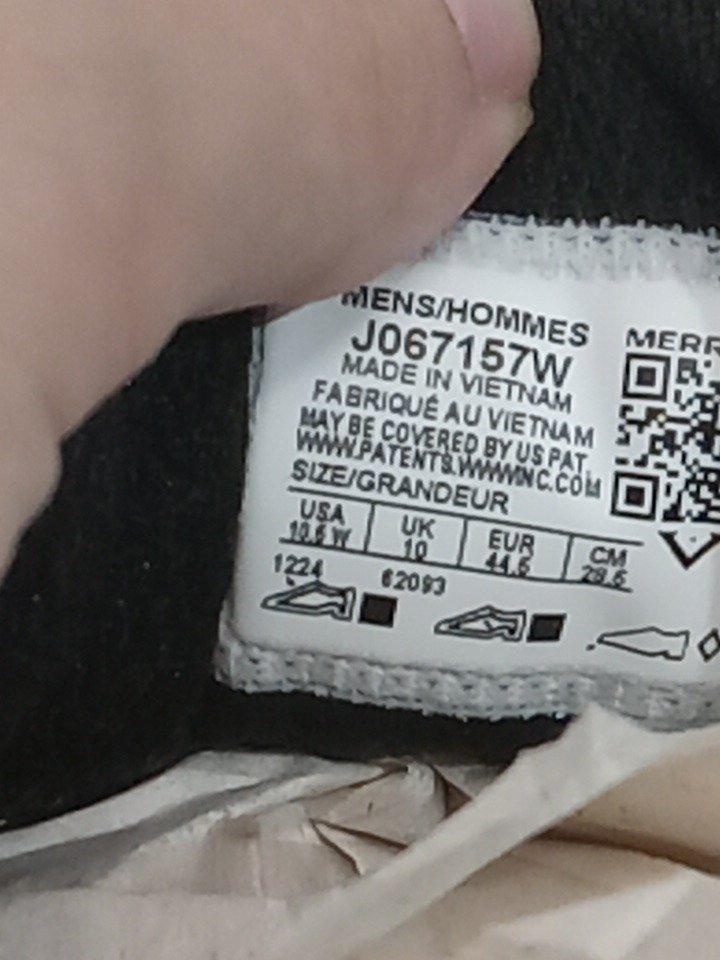 MENS/HOMMES
J067157W
MADE IN VIETNAM
FABRIQUÉ AU VIETNAM
MAY BE COVERED BY US PAT.
WWW.PATENTS.WWWINC.COM
SIZE/GRANDEUR
USA UK EUR CM
10.5 W 10 44.5 28.5
1224 62093
MERR